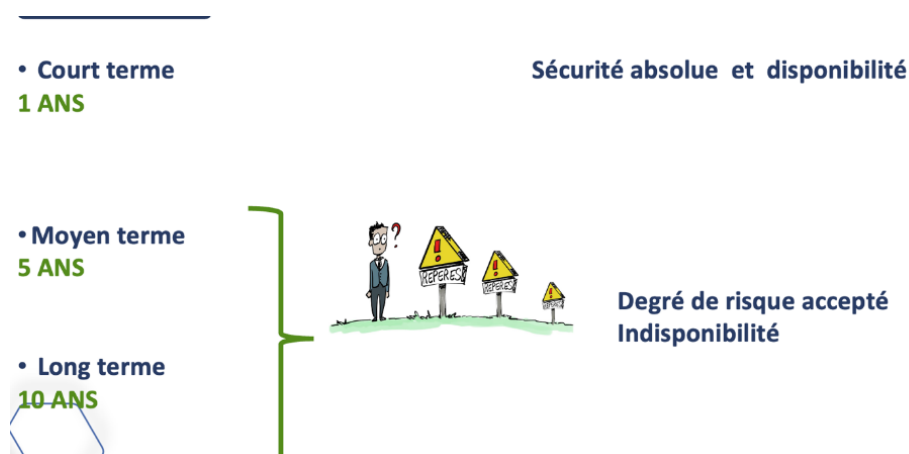 • Court terme
Sécurité absolue et disponibilité
1 ANS
• Moyen terme
5 ANS
?
!
REPERES
!
REPERES
!
Degré de risque accepté
Indisponibilité
• Long terme
10 ANS